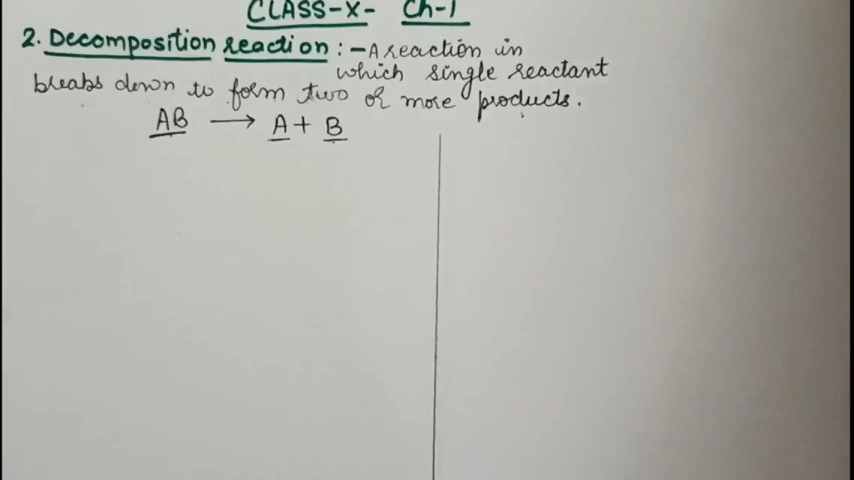 CLASS-X- Ch-1
2. Decomposition reaction : - A reaction in
which single reactant
breaks down to form two or more products.
AB → A + B